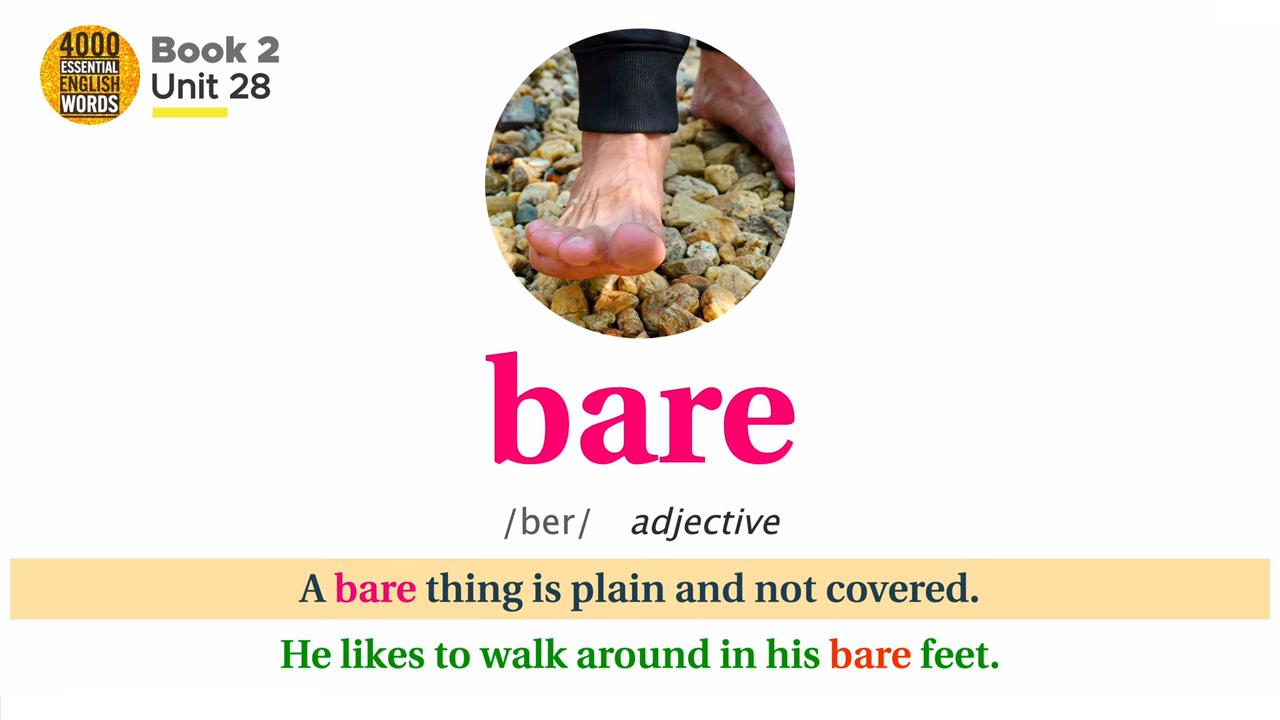 4000
ESSENTIAL
ENGLISH
WORDS
Book 2
Unit 28
bare
/ber/ adjective
A bare thing is plain and not covered.
He likes to walk around in his bare feet.